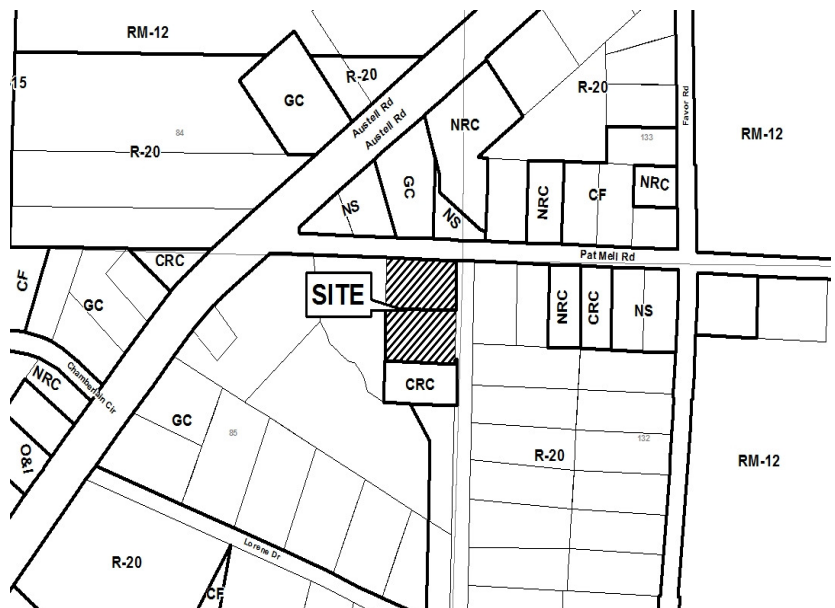 RM-12
R-20
15
GC
Austell Rd
Austell Rd
NRC
R-20
Favor Rd
84
R-20
133
RM-12
GC
NRC
NRC
CF
NS
NS
Pat Mell Rd
CRC
CF
GC
SITE
NRC
CRC
NS
Chamberlain Cir
NRC
CRC
GC
O&I
85
R-20
132
RM-12
Lorene Dr
R-20
CF